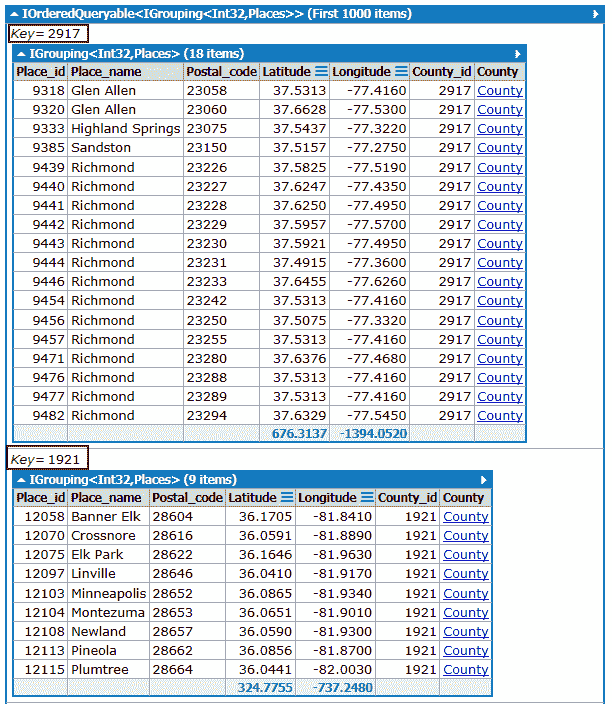 IOrderedQueryable<IGrouping<Int32,Places>> (First 1000 items)
Key= 2917
IGrouping<Int32,Places> (18 items)
Place_id Place_name Postal_code Latitude Longitude County_id County
9318 Glen Allen 23058 37.5313 -77.4160 2917 County
9320 Glen Allen 23060 37.6628 -77.5300 2917 County
9333 Highland Springs 23075 37.5437 -77.3220 2917 County
9385 Sandston 23150 37.5157 -77.2750 2917 County
9439 Richmond 23226 37.5825 -77.5190 2917 County
9440 Richmond 23227 37.6247 -77.4350 2917 County
9441 Richmond 23228 37.6250 -77.4950 2917 County
9442 Richmond 23229 37.5957 -77.5700 2917 County
9443 Richmond 23230 37.5921 -77.4950 2917 County
9444 Richmond 23231 37.4915 -77.3600 2917 County
9446 Richmond 23233 37.6455 -77.6260 2917 County
9454 Richmond 23242 37.5313 -77.4160 2917 County
9456 Richmond 23250 37.5075 -77.3320 2917 County
9457 Richmond 23255 37.5313 -77.4160 2917 County
9471 Richmond 23280 37.6376 -77.4680 2917 County
9476 Richmond 23288 37.5313 -77.4160 2917 County
9477 Richmond 23289 37.5313 -77.4160 2917 County
9482 Richmond 23294 37.6329 -77.5450 2917 County
676.3137 -1394.0520
Key= 1921
IGrouping<Int32,Places> (9 items)
Place_id Place_name Postal_code Latitude Longitude County_id County
12058 Banner Elk 28604 36.1705 -81.8410 1921 County
12070 Crossnore 28616 36.0591 -81.8890 1921 County
12075 Elk Park 28622 36.1646 -81.9630 1921 County
12097 Linville 28646 36.0410 -81.9170 1921 County
12103 Minneapolis 28652 36.0865 -81.9340 1921 County
12104 Montezuma 28653 36.0651 -81.9010 1921 County
12108 Newland 28657 36.0590 -81.9300 1921 County
12113 Pineola 28662 36.0856 -81.8700 1921 County
12115 Plumtree 28664 36.0441 -82.0030 1921 County
324.7755 -737.2480